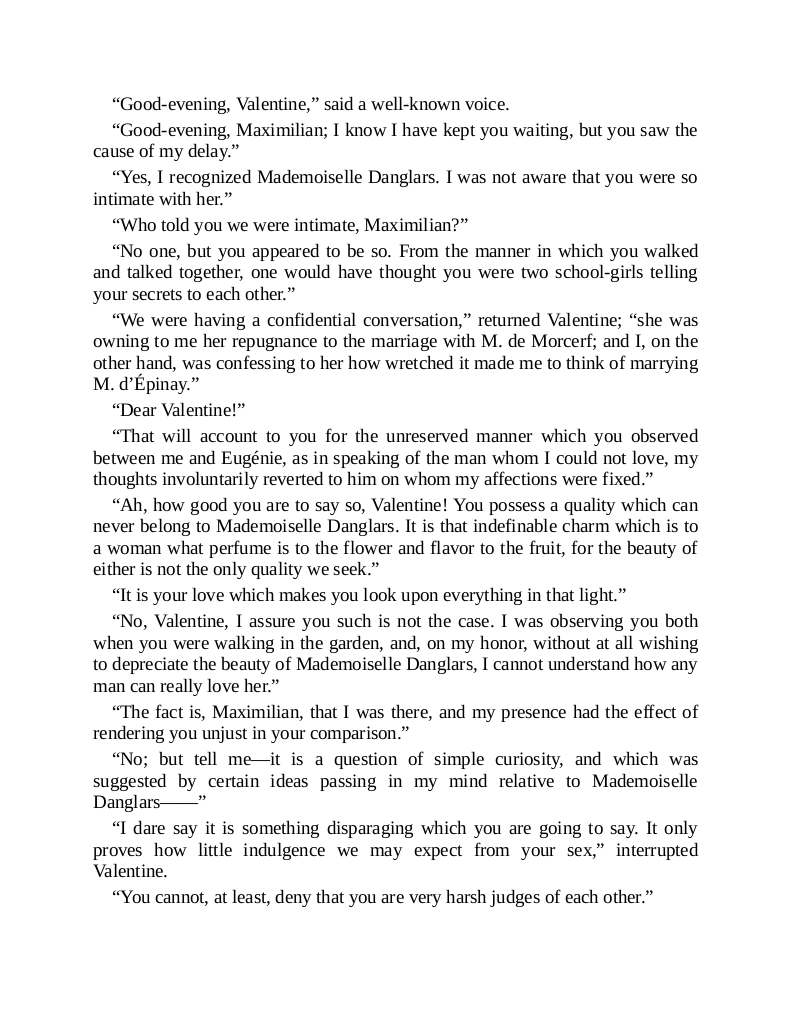 “Good-evening, Valentine,” said a well-known voice.
“Good-evening, Maximilian; I know I have kept you waiting, but you saw the
cause of my delay.”
“Yes, I recognized Mademoiselle Danglars. I was not aware that you were so
intimate with her.”
“Who told you we were intimate, Maximilian?”
“No one, but you appeared to be so. From the manner in which you walked
and talked together, one would have thought you were two school-girls telling
your secrets to each other.”
“We were having a confidential conversation,” returned Valentine; “she was
owning to me her repugnance to the marriage with M. de Morcerf; and I, on the
other hand, was confessing to her how wretched it made me to think of marrying
M. d’Épinay.”
“Dear Valentine!”
“That will account to you for the unreserved manner which you observed
between me and Eugénie, as in speaking of the man whom I could not love, my
thoughts involuntarily reverted to him on whom my affections were fixed.”
“Ah, how good you are to say so, Valentine! You possess a quality which can
never belong to Mademoiselle Danglars. It is that indefinable charm which is to
a woman what perfume is to the flower and flavor to the fruit, for the beauty of
either is not the only quality we seek.”
“It is your love which makes you look upon everything in that light.”
“No, Valentine, I assure you such is not the case. I was observing you both
when you were walking in the garden, and, on my honor, without at all wishing
to depreciate the beauty of Mademoiselle Danglars, I cannot understand how any
man can really love her.”
“The fact is, Maximilian, that I was there, and my presence had the effect of
rendering you unjust in your comparison.”
“No; but tell me—it is a question of simple curiosity, and which was
suggested by certain ideas passing in my mind relative to Mademoiselle
Danglars——”
“I dare say it is something disparaging which you are going to say. It only
proves how little indulgence we may expect from your sex,” interrupted
Valentine.
“You cannot, at least, deny that you are very harsh judges of each other.”